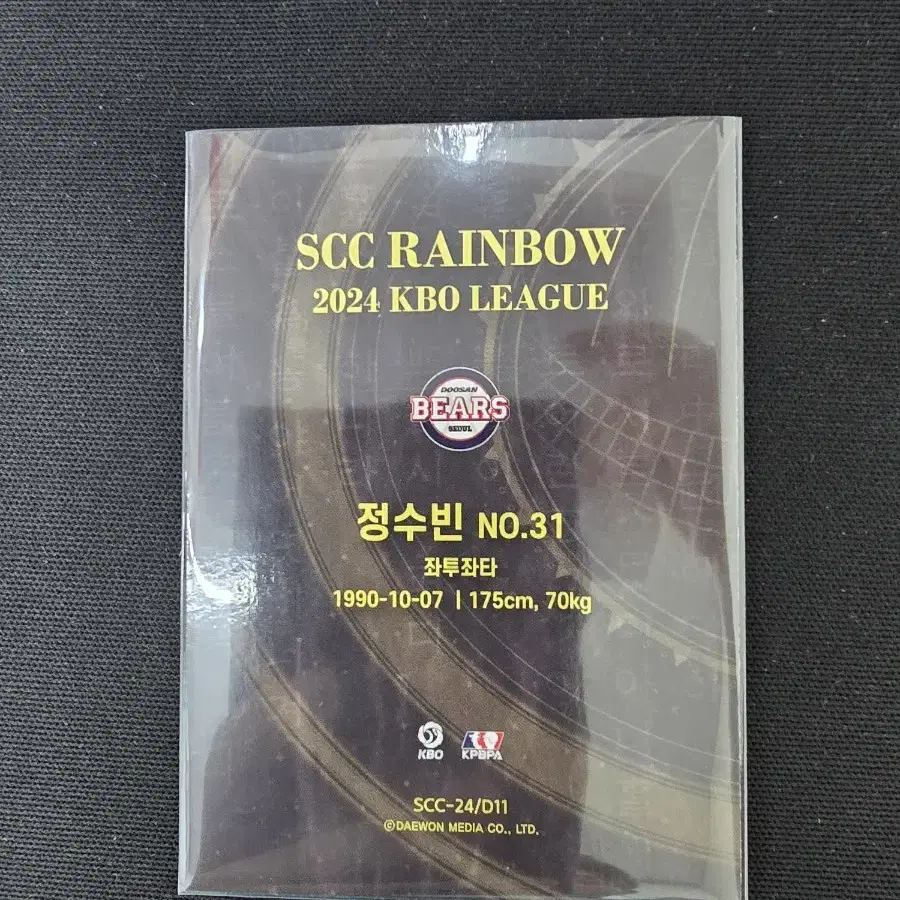 SCC RAINBOW
2024 KBO LEAGUE
DOOSAN
BEARS
SEOUL
정수빈 NO.31
좌투좌타
1990-10-07 | 175cm, 70kg
KBO KPBPA
SCC-24/D11
©DAEWON MEDIA CO., LTD.